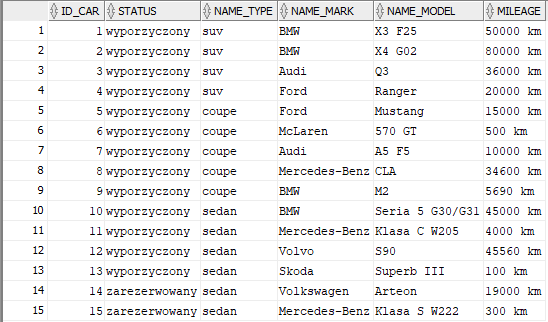 ID_CAR STATUS NAME_TYPE NAME_MARK NAME_MODEL MILEAGE
1 1 wyporzyczony suv BMW X3 F25 50000 km
2 2 wyporzyczony suv BMW X4 G02 80000 km
3 3 wyporzyczony suv Audi Q3 36000 km
4 4 wyporzyczony suv Ford Ranger 20000 km
5 5 wyporzyczony coupe Ford Mustang 15000 km
6 6 wyporzyczony coupe McLaren 570 GT 500 km
7 7 wyporzyczony coupe Audi A5 F5 10000 km
8 8 wyporzyczony coupe Mercedes-Benz CLA 34600 km
9 9 wyporzyczony coupe BMW M2 5690 km
10 10 wyporzyczony sedan BMW Seria 5 G30/G31 45000 km
11 11 wyporzyczony sedan Mercedes-Benz Klasa C W205 4000 km
12 12 wyporzyczony sedan Volvo S90 45560 km
13 13 wyporzyczony sedan Skoda Superb III 100 km
14 14 zarezerwowany sedan Volkswagen Arteon 19000 km
15 15 zarezerwowany sedan Mercedes-Benz Klasa S W222 300 km